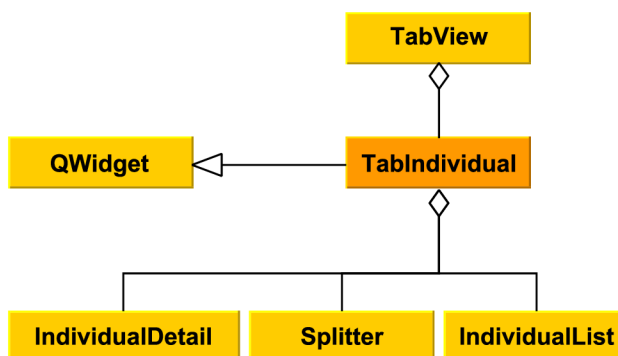 TabView
QWidget
TabIndividual
IndividualDetail
Splitter
IndividualList